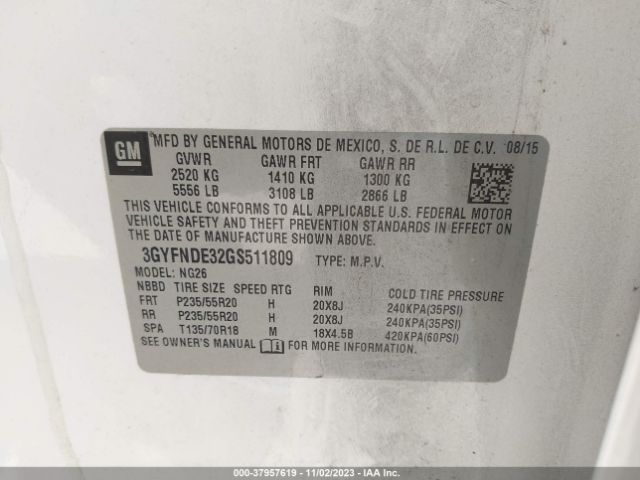 GM MFD BY GENERAL MOTORS DE MEXICO, S. DE R.L. DE C.V. 08/15
GVWR GAWR FRT GAWR RR
2520 KG 1410 KG 1300 KG
5556 LB 3108 LB 2866 LB
THIS VEHICLE CONFORMS TO ALL APPLICABLE U.S. FEDERAL MOTOR
VEHICLE SAFETY AND THEFT PREVENTION STANDARDS IN EFFECT ON
THE DATE OF MANUFACTURE SHOWN ABOVE.
3GYFNDE32GS511809 TYPE: M.P.V.
MODEL: NG26
NBBD TIRE SIZE SPEED RTG RIM COLD TIRE PRESSURE
FRT P235/55R20 H 20X8J 240KPA(35PSI)
RR P235/55R20 H 20X8J 240KPA(35PSI)
SPA T135/70R18 M 18X4.5B 420KPA(60PSI)
SEE OWNER'S MANUAL FOR MORE INFORMATION.
000-37957619 - 11/02/2023 - IAAI.COM